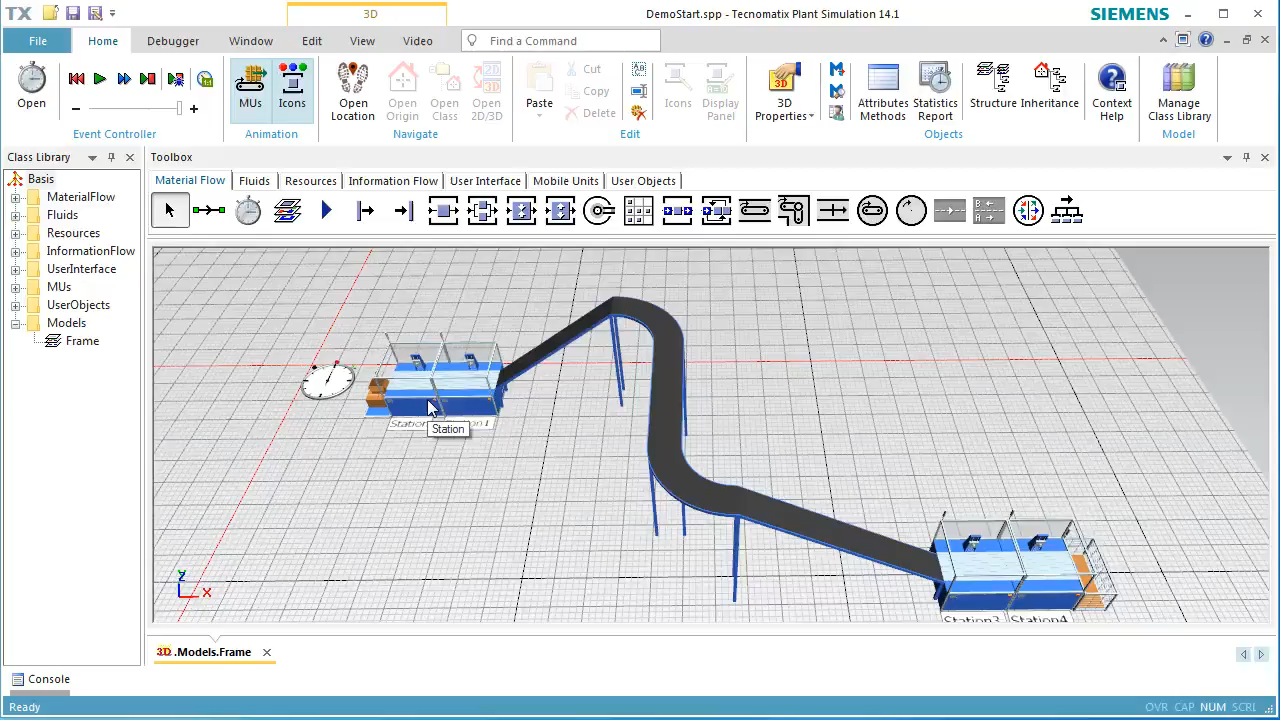 TX
3D
DemoStart.spp - Tecnomatix Plant Simulation 14.1
SIEMENS
File
Home
Debugger
Window
Edit
View
Video
Find a Command
Open
Event Controller
MUs
Icons
Animation
Open Location
Open Origin
Open Class
Open 2D/3D
Navigate
Paste
Cut
Copy
Delete
Icons
Display Panel
Edit
3D
3D Properties
Attributes Methods
Statistics Report
Structure
Inheritance
Objects
Context Help
Manage Class Library
Model
Class Library
Toolbox
Basis
MaterialFlow
Fluids
Resources
InformationFlow
UserInterface
MUs
UserObjects
Models
Frame
Material Flow
Fluids
Resources
Information Flow
User Interface
Mobile Units
User Objects
Station
Station3
Station4
Z
X
3D .Models.Frame
Console
Ready
OVR CAP NUM SCRL